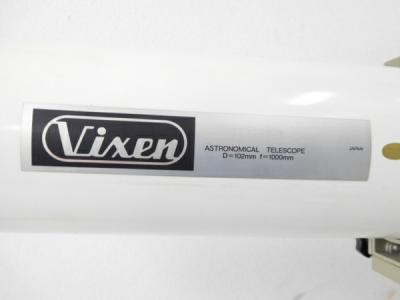 Vixen
ASTRONOMICAL TELESCOPE
D=102mm f=1000mm
JAPAN